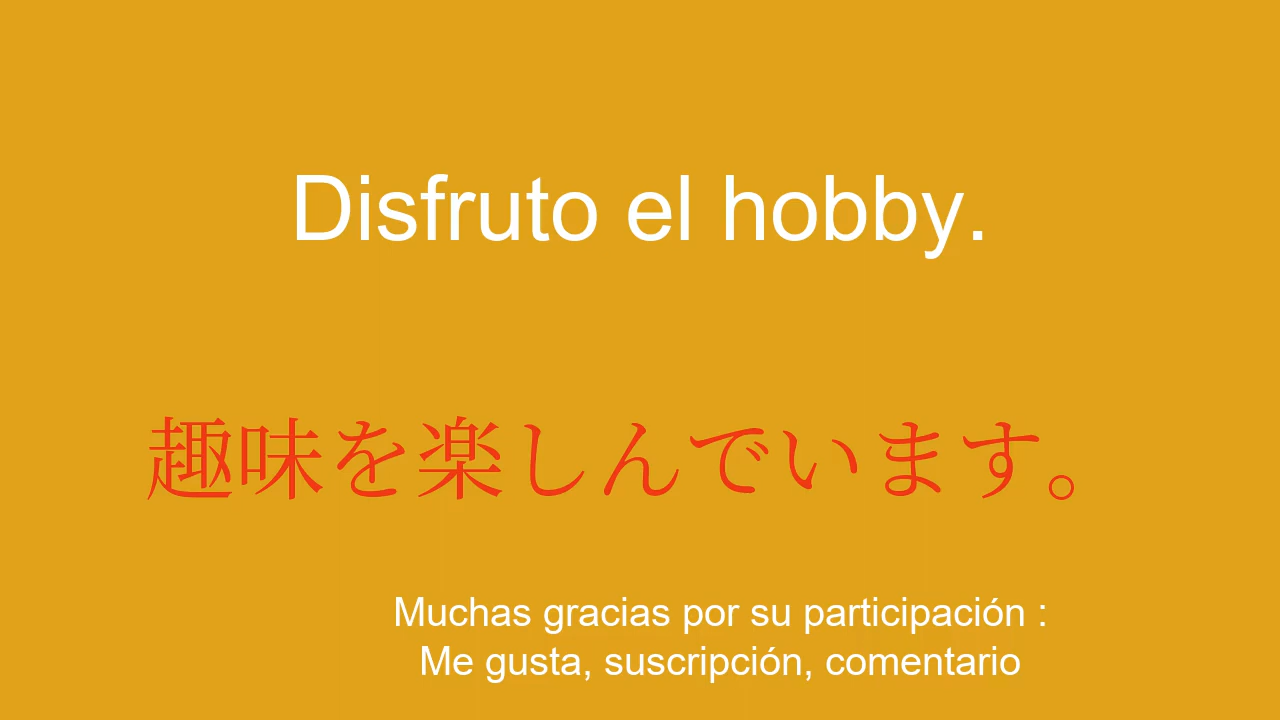 Disfruto el hobby.
趣味を楽しんでいます。
Muchas gracias por su participación :
Me gusta, suscripción, comentario